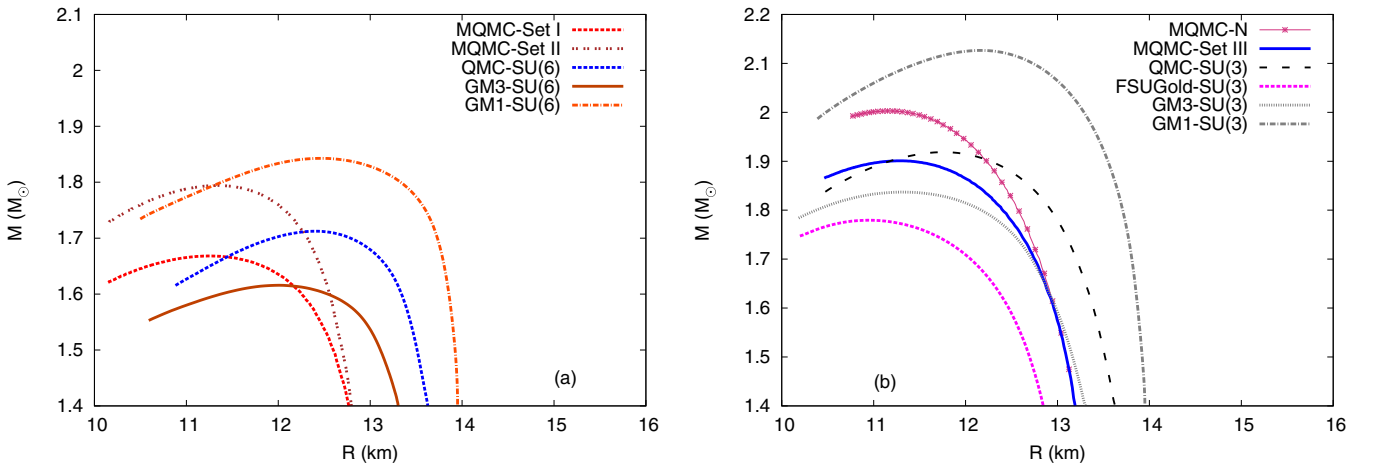 2.1
2
1.9
1.8
1.7
1.6
1.5
1.4
M (M⊙)
10 11 12 13 14 15 16
R (km)
MQMC-Set I
MQMC-Set II
QMC-SU(6)
GM3-SU(6)
GM1-SU(6)
(a)
2.2
2.1
2
1.9
1.8
1.7
1.6
1.5
1.4
M (M⊙)
10 11 12 13 14 15 16
R (km)
MQMC-N
MQMC-Set III
QMC-SU(3)
FSUGold-SU(3)
GM3-SU(3)
GM1-SU(3)
(b)